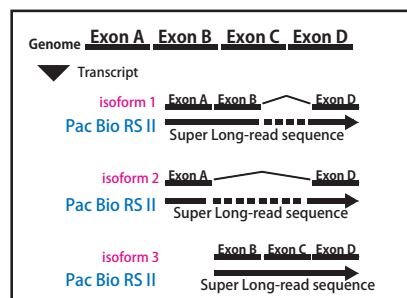 Genome Exon A Exon B Exon C Exon D
Transcript
isoform 1 Exon A Exon B Exon D
Pac Bio RS II
Super Long-read sequence
isoform 2 Exon A Exon D
Pac Bio RS II
Super Long-read sequence
isoform 3 Exon B Exon C Exon D
Pac Bio RS II
Super Long-read sequence